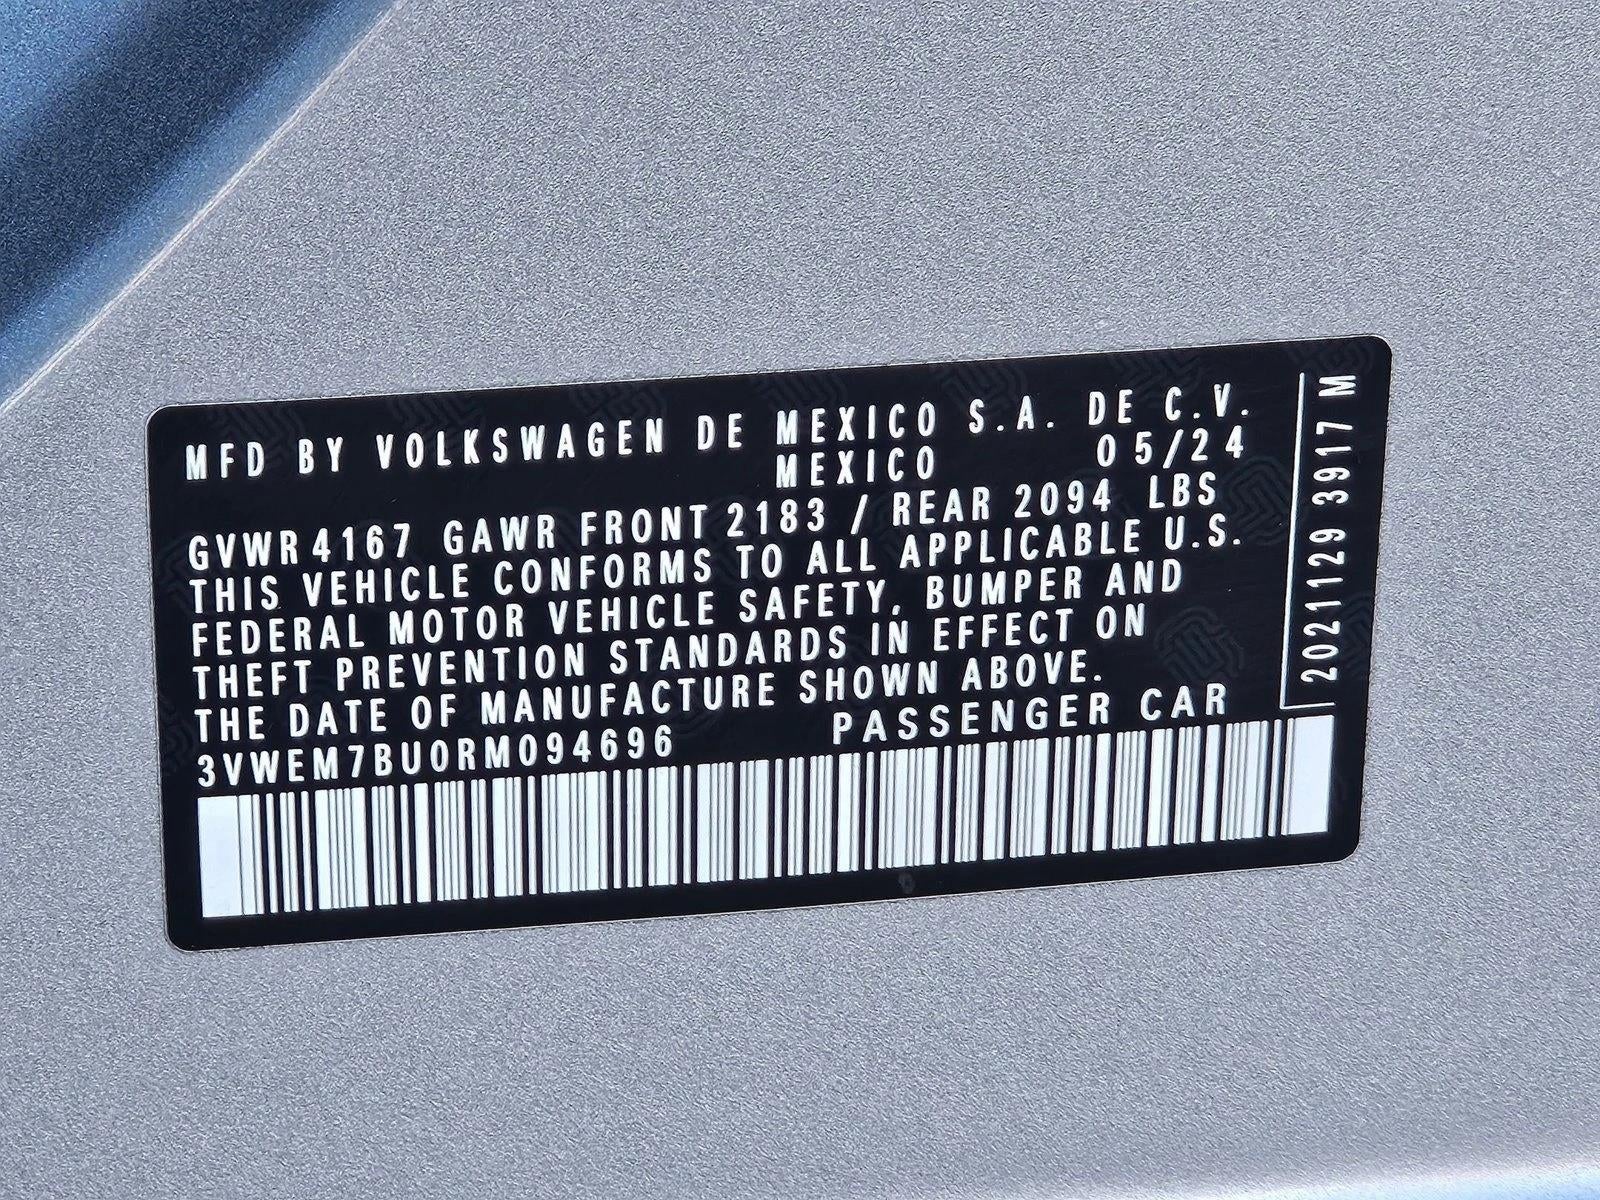 MFD BY VOLKSWAGEN DE MEXICO S.A. DE C.V.
MEXICO 05/24
GVWR 4167 GAWR FRONT 2183 / REAR 2094 LBS
THIS VEHICLE CONFORMS TO ALL APPLICABLE U.S.
FEDERAL MOTOR VEHICLE SAFETY, BUMPER AND
THEFT PREVENTION STANDARDS IN EFFECT ON
THE DATE OF MANUFACTURE SHOWN ABOVE.
3VWEM7BU0RM094696 PASSENGER CAR
2021129 3917 M